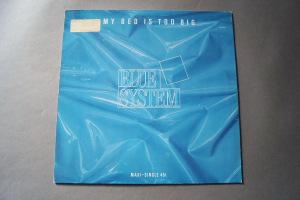 MY BED IS TOO BIG
BLUE
SYSTEM
MAXI-SINGLE 45